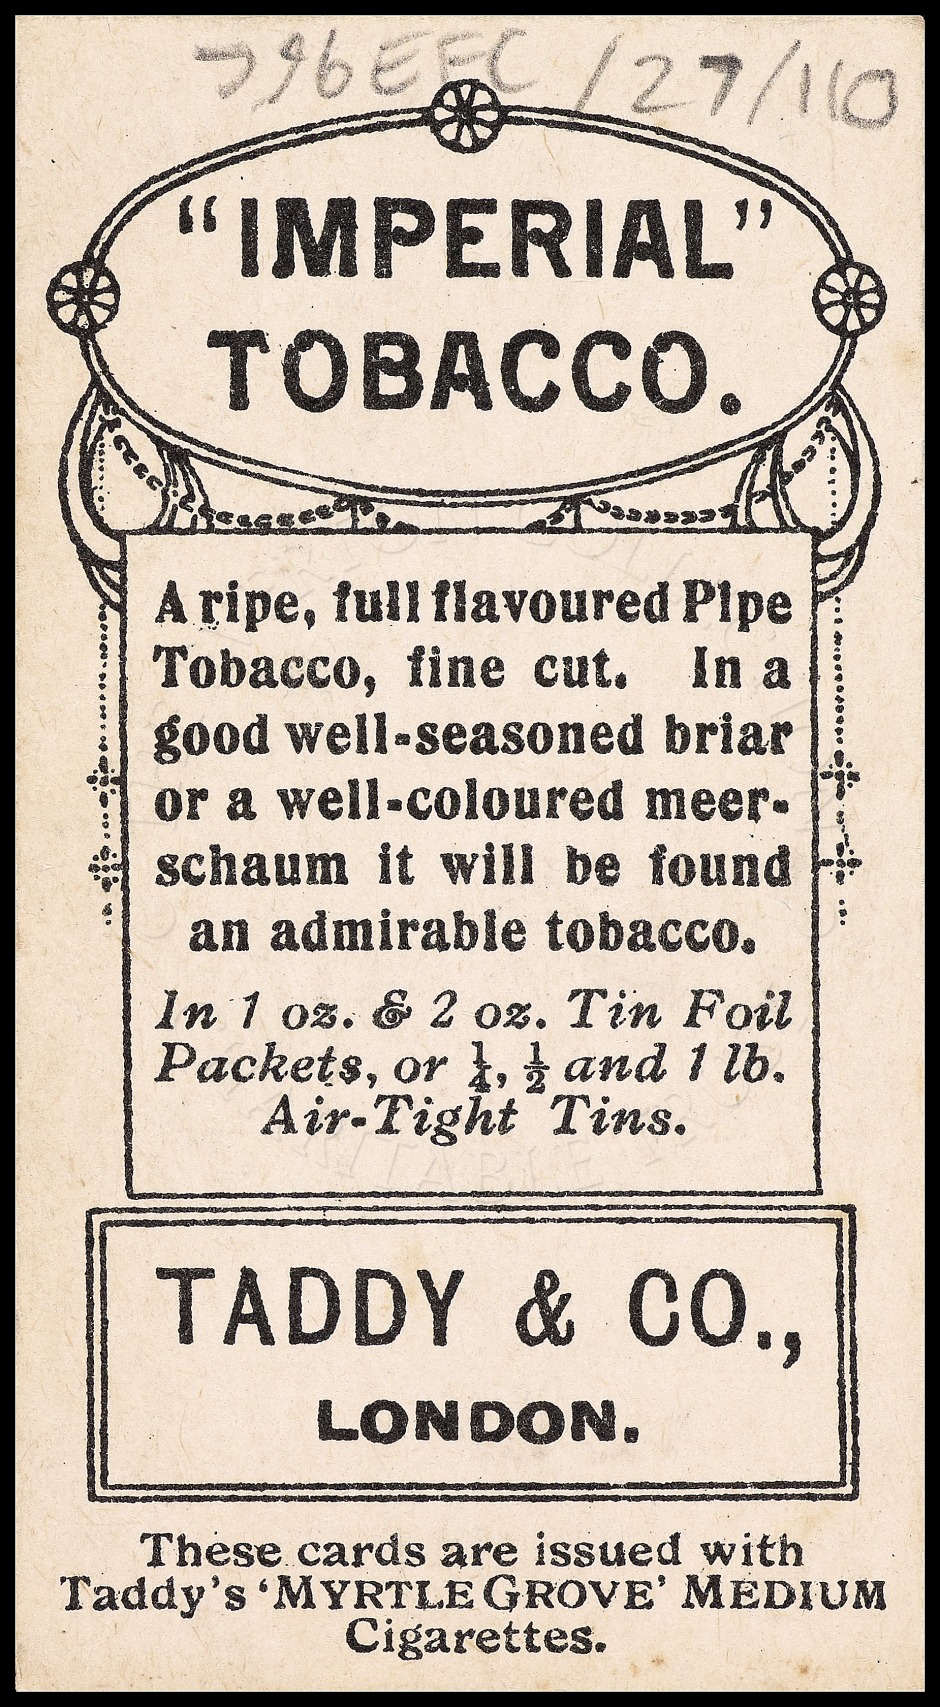 796 EFC / 27 / 110
“IMPERIAL”
TOBACCO.
A ripe, full flavoured Pipe
Tobacco, fine cut. In a
good well-seasoned briar
or a well-coloured meer-
schaum it will be found
an admirable tobacco.
In 1 oz. & 2 oz. Tin Foil
Packets, or ¼, ½ and 1 lb.
Air-Tight Tins.
TADDY & CO.,
LONDON.
These cards are issued with
Taddy’s ‘MYRTLE GROVE’ MEDIUM
Cigarettes.